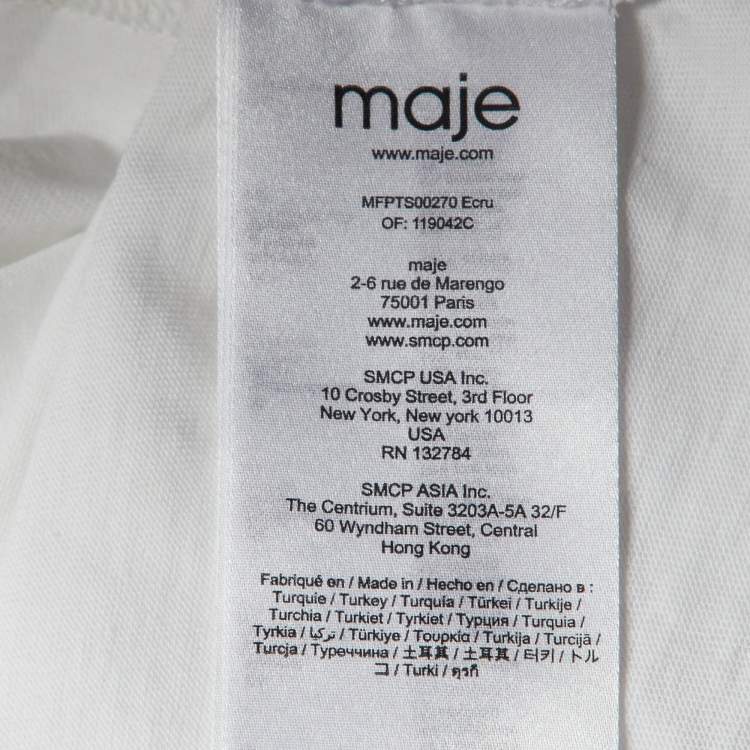 maje
www.maje.com
MFPTS00270 Ecru
OF: 119042C
maje
2-6 rue de Marengo
75001 Paris
www.maje.com
www.smcp.com
SMCP USA Inc.
10 Crosby Street, 3rd Floor
New York, New york 10013
USA
RN 132784
SMCP ASIA Inc.
The Centrium, Suite 3203A-5A 32/F
60 Wyndham Street, Central
Hong Kong
Fabriqué en / Made in / Hecho en / Сделано в :
Turquie / Turkey / Turquía / Türkei / Turkije /
Turchia / Turkiet / Tyrkiet / Турция / Turquia /
Tyrkia / تركيا / Türkiye / Τουρκία / Turkija / Turcijā /
Turcja / Туреччина / 土耳其 / 土耳其 / 터키 / トル
コ / Turki / ตุรกี